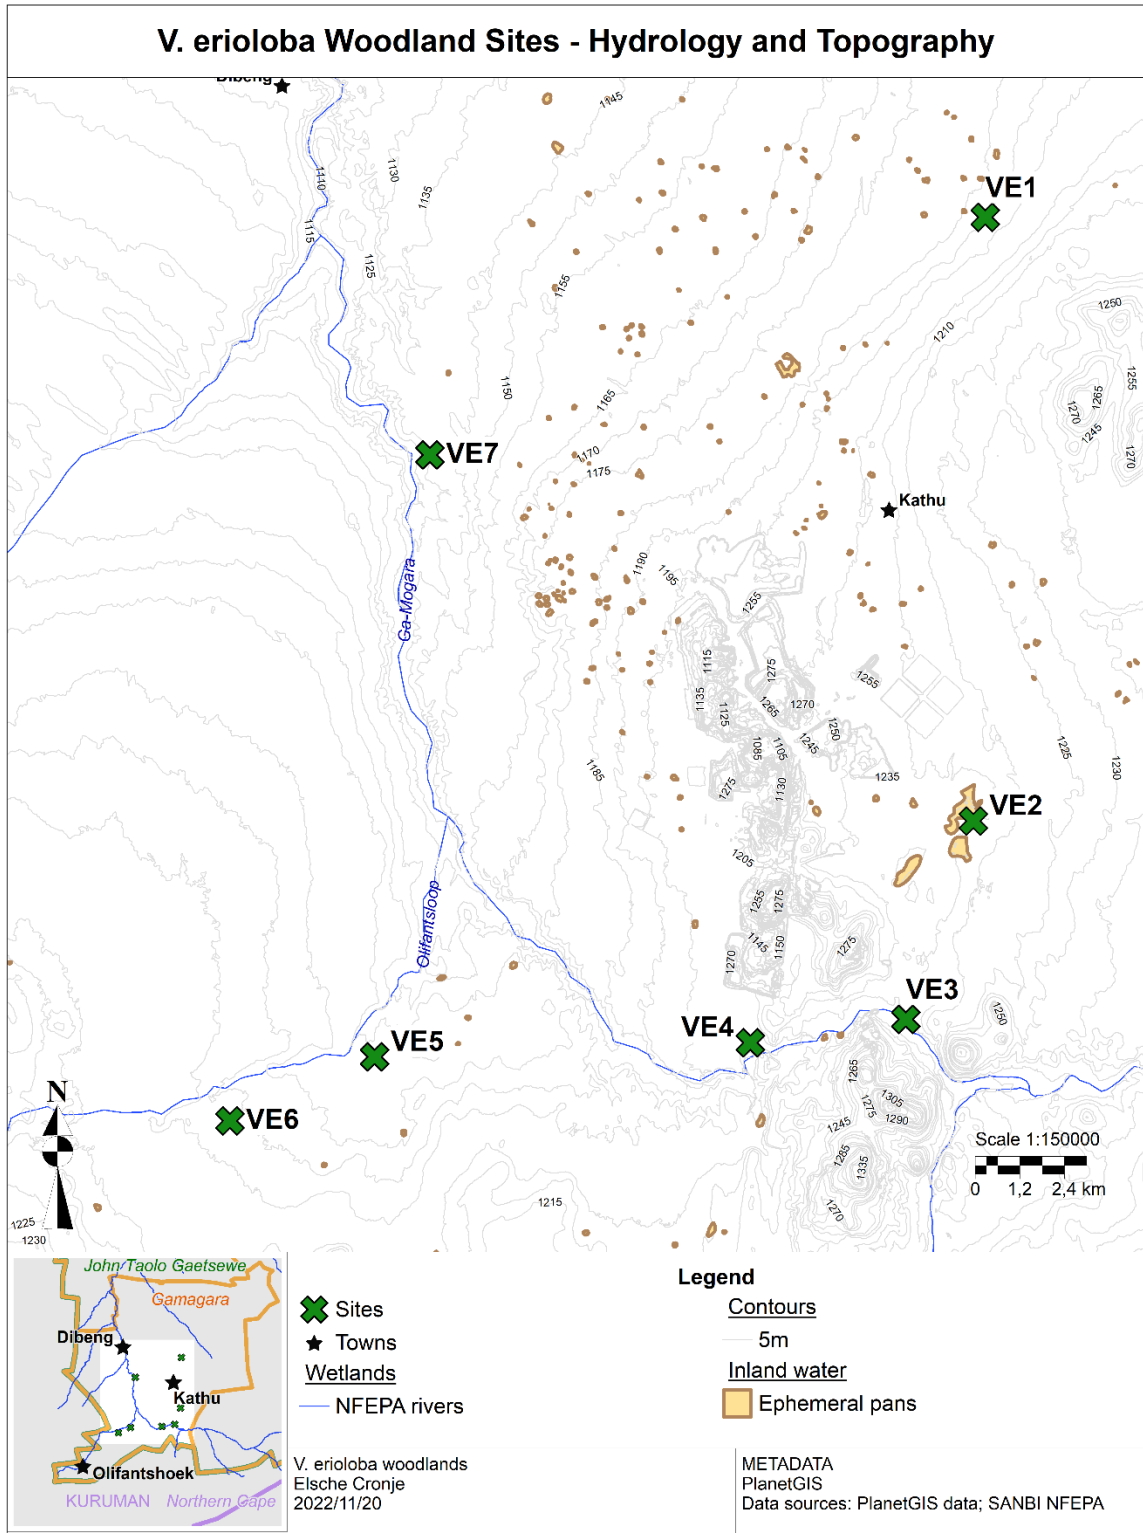 V. erioloba Woodland Sites - Hydrology and Topography
Dibeng
1145
1130
1140
1135
VE1
1115
1125
1155
1250
1210
1255
1150
1165
1265
1270
1245
VE7
1170
1175
1270
Kathu
1190
1195
Ga-Mogara
1255
1115
1275
1255
1135
1265
1270
1125
1250
1085
1105
1245
1225
1230
1185
1235
1275
1130
VE2
1205
Olifantsloop
1255
1275
1145
1150
1275
1270
VE3
1250
VE4
VE5
1265
1305
1275
1290
VE6
1245
1285
1335
Scale 1:150000
0 1,2 2,4 km
N
1215
1270
1225
1230
John Taolo Gaetsewe
Gamagara
Dibeng
Kathu
Olifantshoek
KURUMAN Northern Cape
Sites
Towns
Wetlands
NFEPA rivers
Legend
Contours
5m
Inland water
Ephemeral pans
V. erioloba woodlands
Elsche Cronje
2022/11/20
METADATA
PlanetGIS
Data sources: PlanetGIS data; SANBI NFEPA